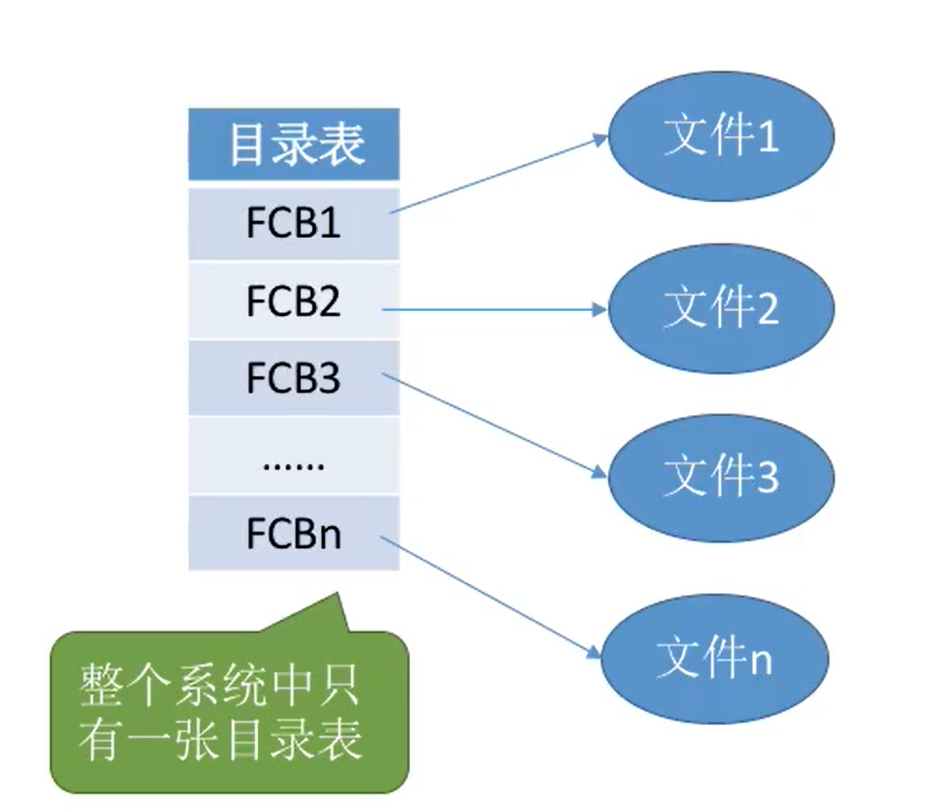 目录表
FCB1
FCB2
FCB3
......
FCBn
文件1
文件2
文件3
文件n
整个系统中只
有一张目录表